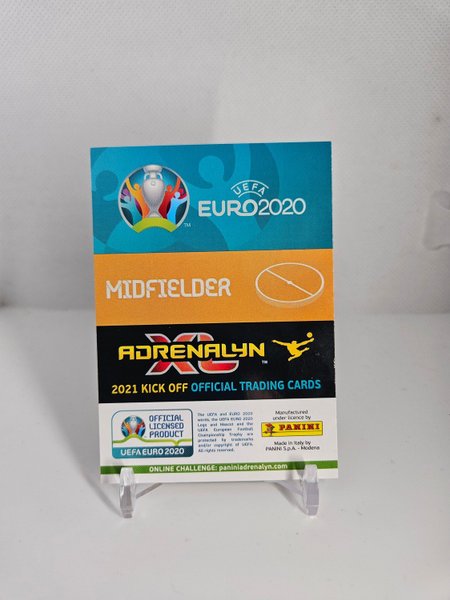 UEFA
EURO2020
TM
MIDFIELDER
ADRENALYN
XL
TM
2021 KICK OFF OFFICIAL TRADING CARDS
OFFICIAL
LICENSED
PRODUCT
UEFA EURO 2020
The UEFA and EURO 2020
words, the UEFA EURO 2020
Logo and Mascot and the
UEFA European Football
Championship Trophy are
protected by trademarks
and/or copyright of UEFA.
All rights reserved.
Manufactured
under licence by
PANINI
Made in Italy by
PANINI S.p.A. - Modena
ONLINE CHALLENGE: paniniadrenalyn.com